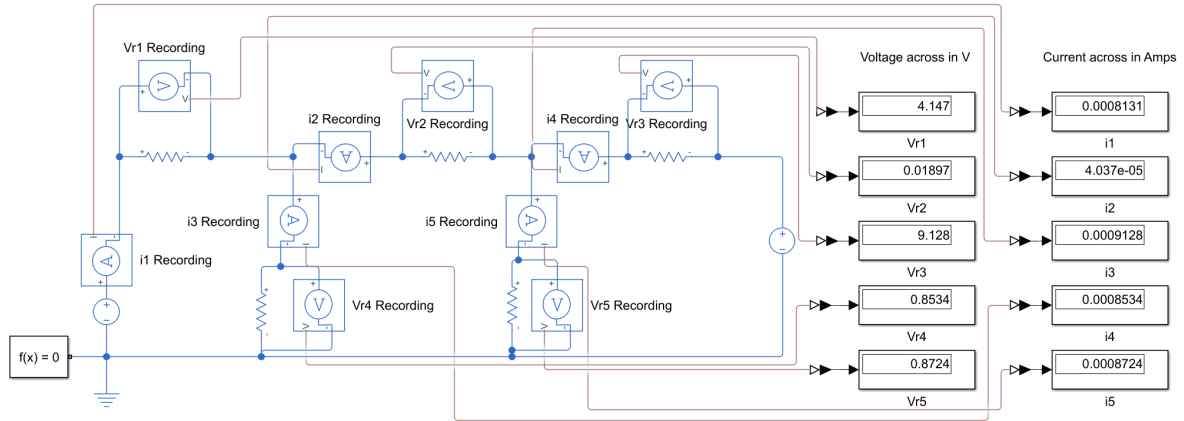 Vr1 Recording
Voltage across in V
Current across in Amps
4.147
0.0008131
i2 Recording
Vr2 Recording
i4 Recording
Vr3 Recording
Vr1
i1
0.01897
4.037e-05
Vr2
i2
i3 Recording
i5 Recording
9.128
0.0009128
i1 Recording
Vr3
i3
Vr4 Recording
Vr5 Recording
0.8534
0.0008534
Vr4
i4
f(x) = 0
0.8724
0.0008724
Vr5
i5